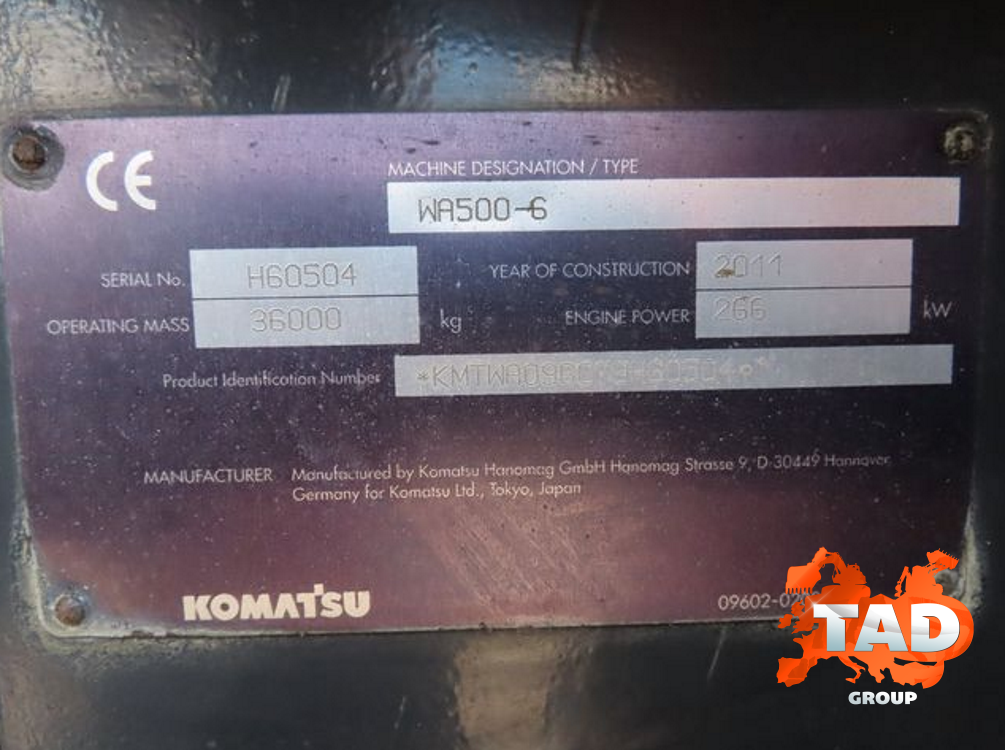 CE
MACHINE DESIGNATION / TYPE
WA500-6
SERIAL No. H60504
YEAR OF CONSTRUCTION 2011
OPERATING MASS 36000 kg
ENGINE POWER 266 kW
Product Identification Number
MANUFACTURER Manufactured by Komatsu Hanomag GmbH Hanomag Strasse 9, D-30449 Hannover
Germany for Komatsu Ltd., Tokyo, Japan
KOMATSU
TAD
GROUP